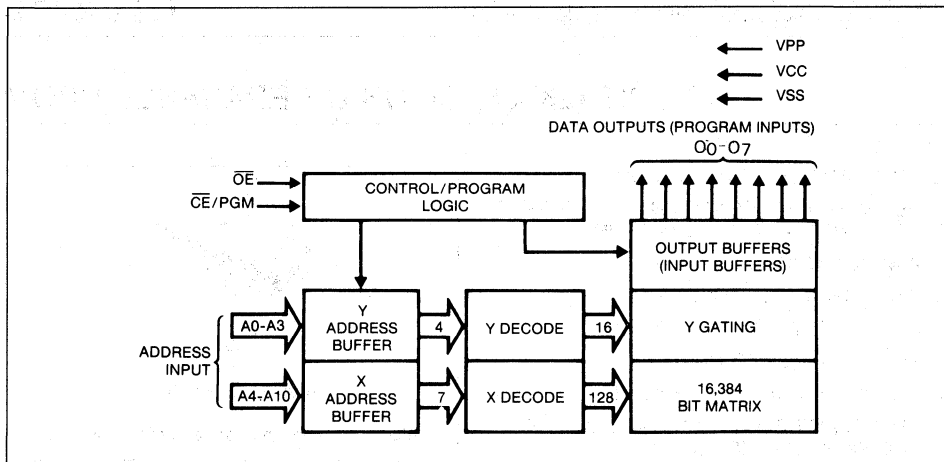 VPP
VCC
VSS
DATA OUTPUTS (PROGRAM INPUTS)
O0-O7
OE
CE/PGM
CONTROL/PROGRAM
LOGIC
OUTPUT BUFFERS
(INPUT BUFFERS)
ADDRESS
INPUT
A0-A3
Y
ADDRESS
BUFFER
4
Y DECODE
16
Y GATING
A4-A10
X
ADDRESS
BUFFER
7
X DECODE
128
16,384
BIT MATRIX